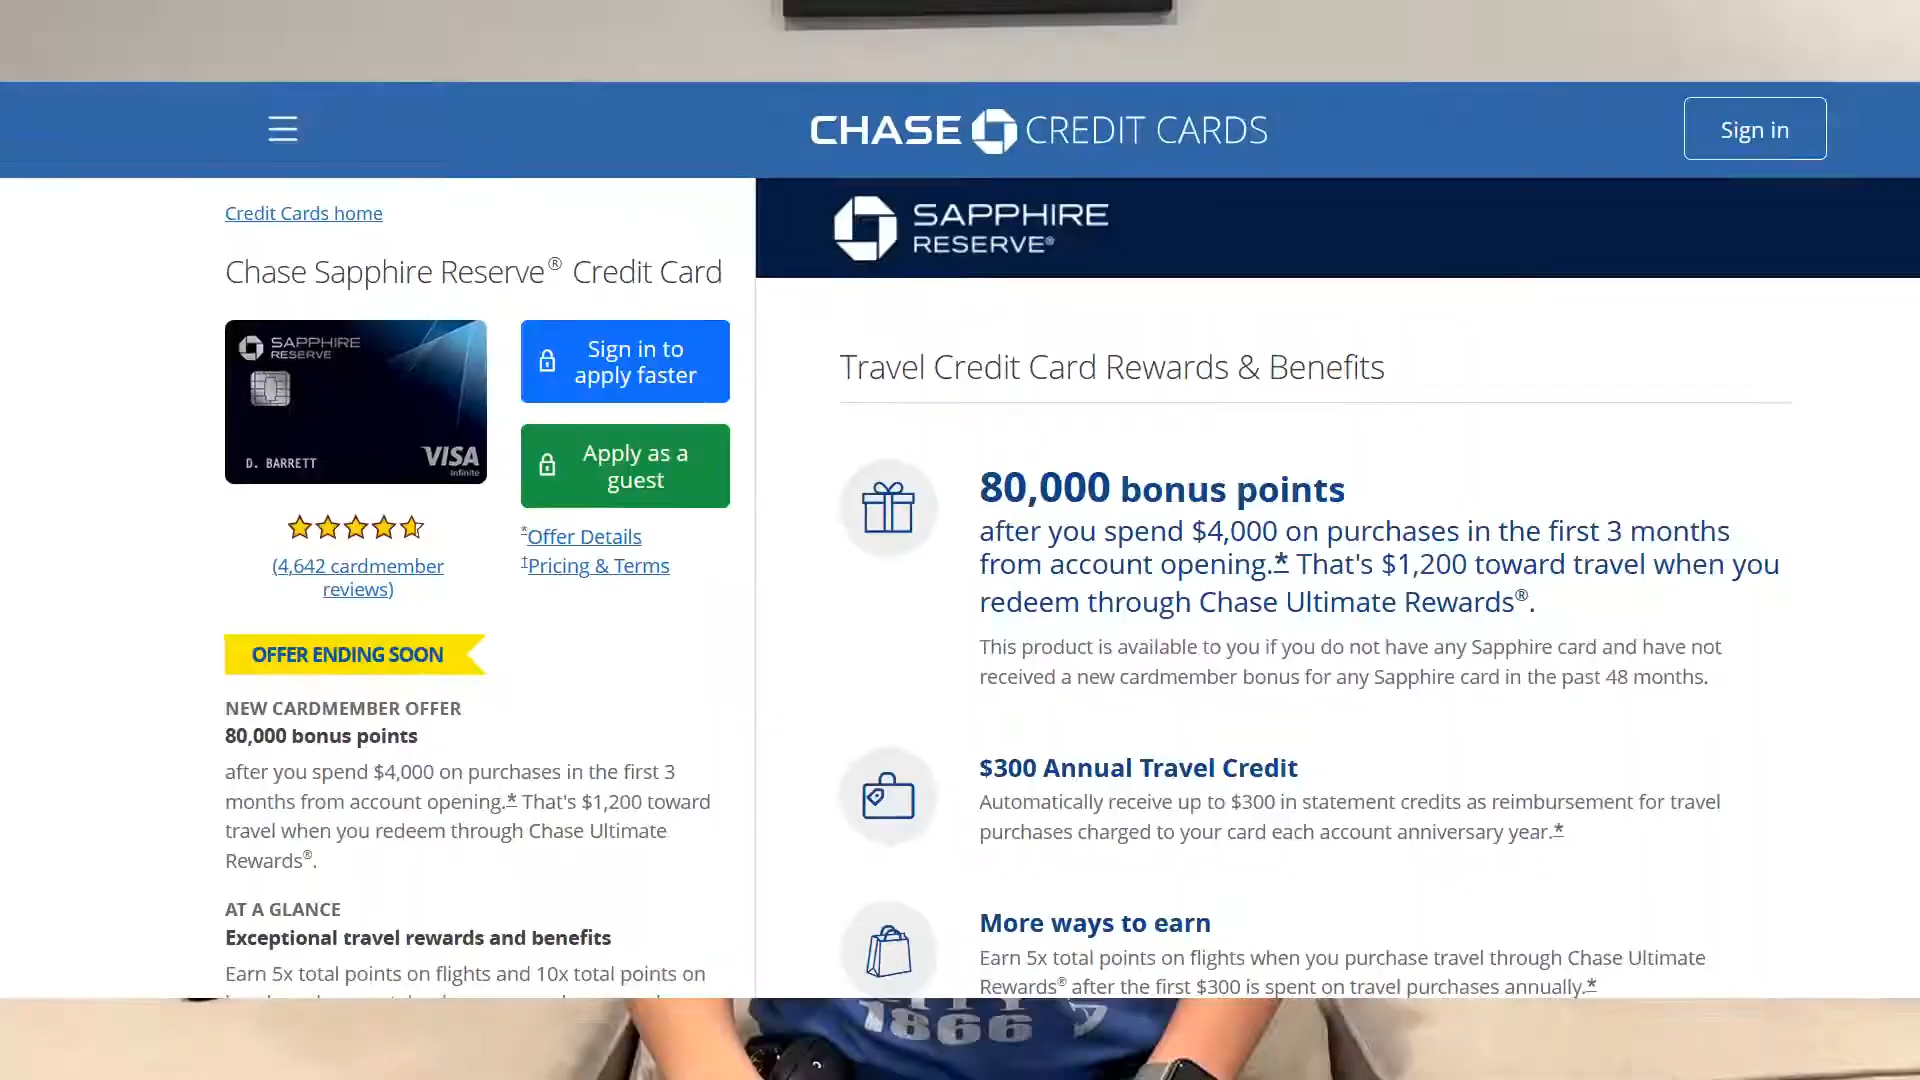 CHASE CREDIT CARDS
Sign in
Credit Cards home
Chase Sapphire Reserve® Credit Card
SAPPHIRE
RESERVE
D. BARRETT
VISA
Infinite
Sign in to
apply faster
Apply as a
guest
*Offer Details
†Pricing & Terms
(4,642 cardmember
reviews)
OFFER ENDING SOON
NEW CARDMEMBER OFFER
80,000 bonus points
after you spend $4,000 on purchases in the first 3
months from account opening.* That's $1,200 toward
travel when you redeem through Chase Ultimate
Rewards®.
AT A GLANCE
Exceptional travel rewards and benefits
Earn 5x total points on flights and 10x total points on
SAPPHIRE
RESERVE®
Travel Credit Card Rewards & Benefits
80,000 bonus points
after you spend $4,000 on purchases in the first 3 months
from account opening.* That's $1,200 toward travel when you
redeem through Chase Ultimate Rewards®.
This product is available to you if you do not have any Sapphire card and have not
received a new cardmember bonus for any Sapphire card in the past 48 months.
$300 Annual Travel Credit
Automatically receive up to $300 in statement credits as reimbursement for travel
purchases charged to your card each account anniversary year.*
More ways to earn
Earn 5x total points on flights when you purchase travel through Chase Ultimate
Rewards® after the first $300 is spent on travel purchases annually.*
1866